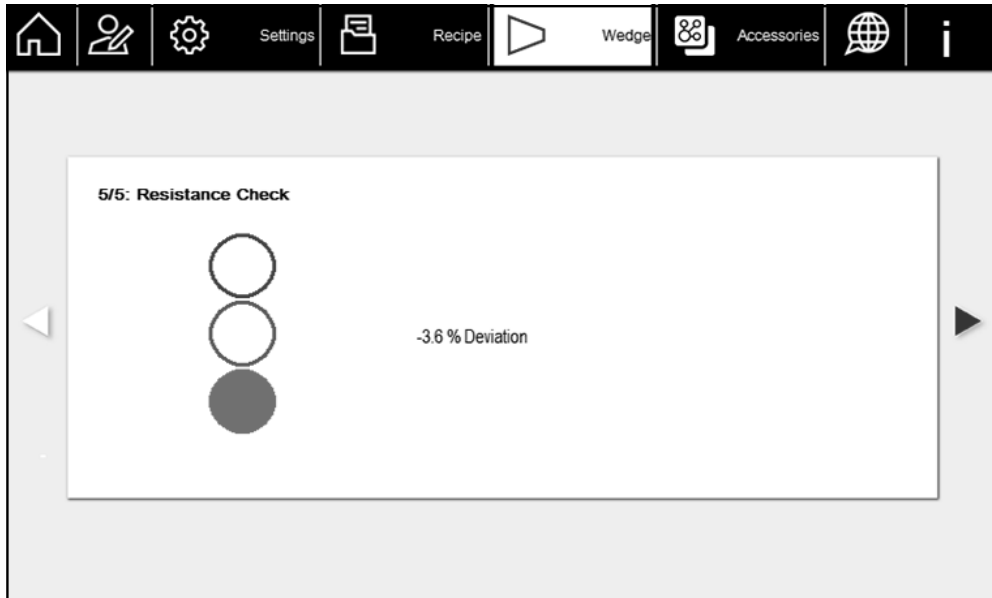 Settings
Recipe
Wedge
Accessories
i
5/5: Resistance Check
-3.6 % Deviation